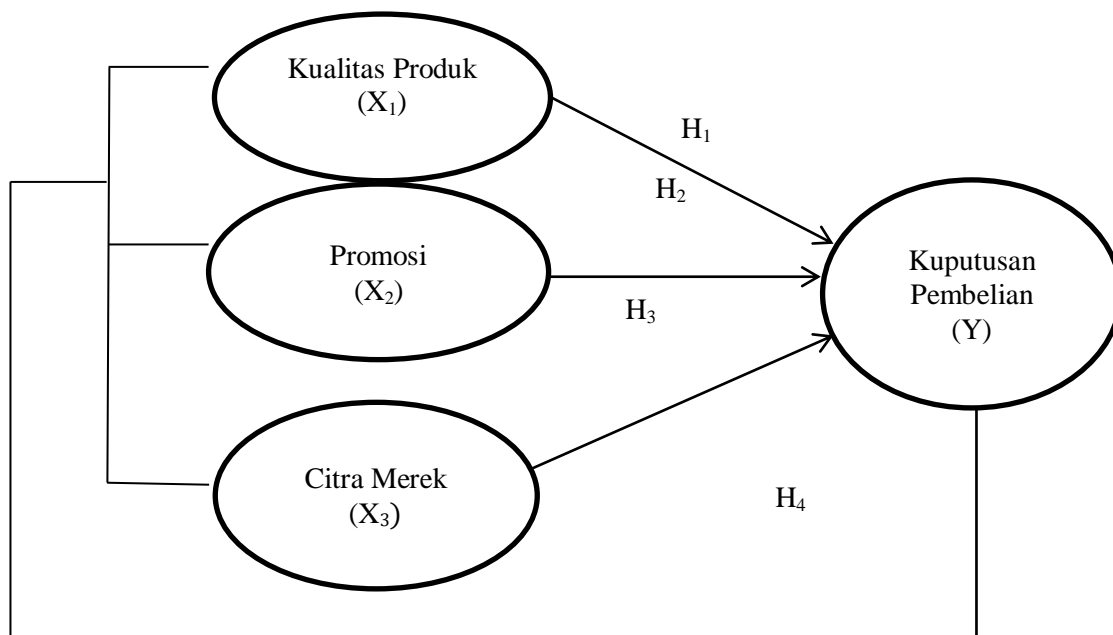 Kualitas Produk
(X₁)
H₁
H₂
Promosi
(X₂)
Kuputusan
Pembelian
(Y)
H₃
Citra Merek
(X₃)
H₄